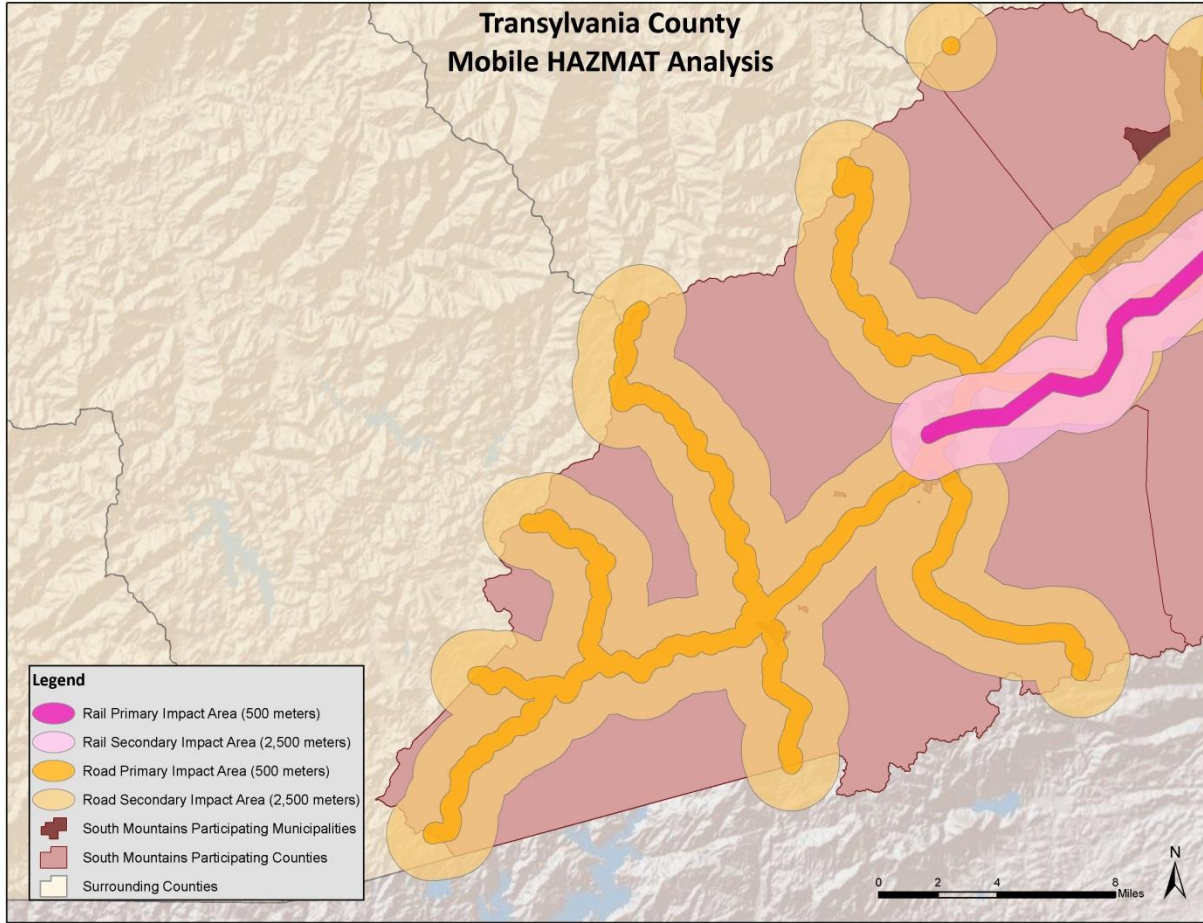 Transylvania County
Mobile HAZMAT Analysis
Legend
Rail Primary Impact Area (500 meters)
Rail Secondary Impact Area (2,500 meters)
Road Primary Impact Area (500 meters)
Road Secondary Impact Area (2,500 meters)
South Mountains Participating Municipalities
South Mountains Participating Counties
Surrounding Counties
N
0 2 4 8
Miles